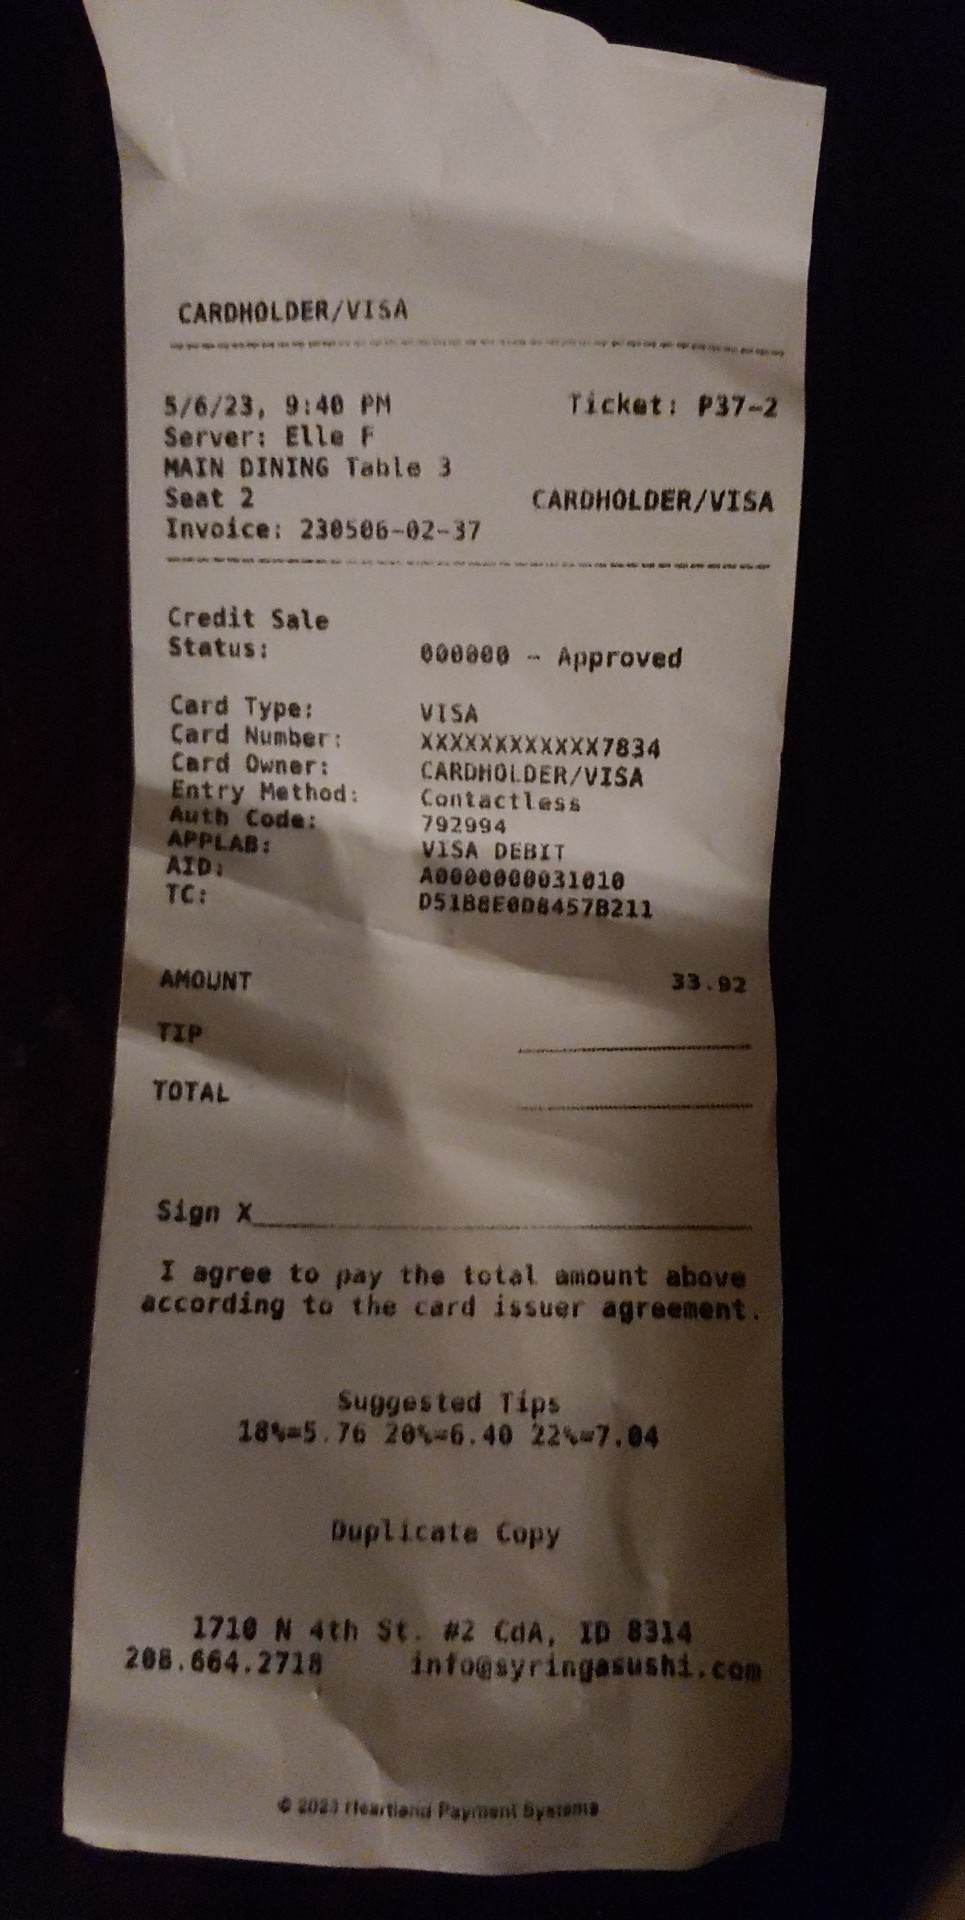 CARDHOLDER/VISA
5/6/23, 9:40 PM Ticket: P37-2
Server: Elle F
MAIN DINING Table 3
Seat 2 CARDHOLDER/VISA
Invoice: 230506-02-37
Credit Sale
Status: 000000 - Approved
Card Type: VISA
Card Number: XXXXXXXXXXXX7834
Card Owner: CARDHOLDER/VISA
Entry Method: Contactless
Auth Code: 792994
APPLAB: VISA DEBIT
AID: A0000000031010
TC: D51B8E0D8457B211
AMOUNT 33.92
TIP
TOTAL
Sign X
I agree to pay the total amount above
according to the card issuer agreement.
Suggested Tips
18%=5.76 20%=6.40 22%=7.04
Duplicate Copy
1710 N 4th St. #2 CdA, ID 8314
208.664.2718 info@syringasushi.com
© 2023 Heartland Payment Systems